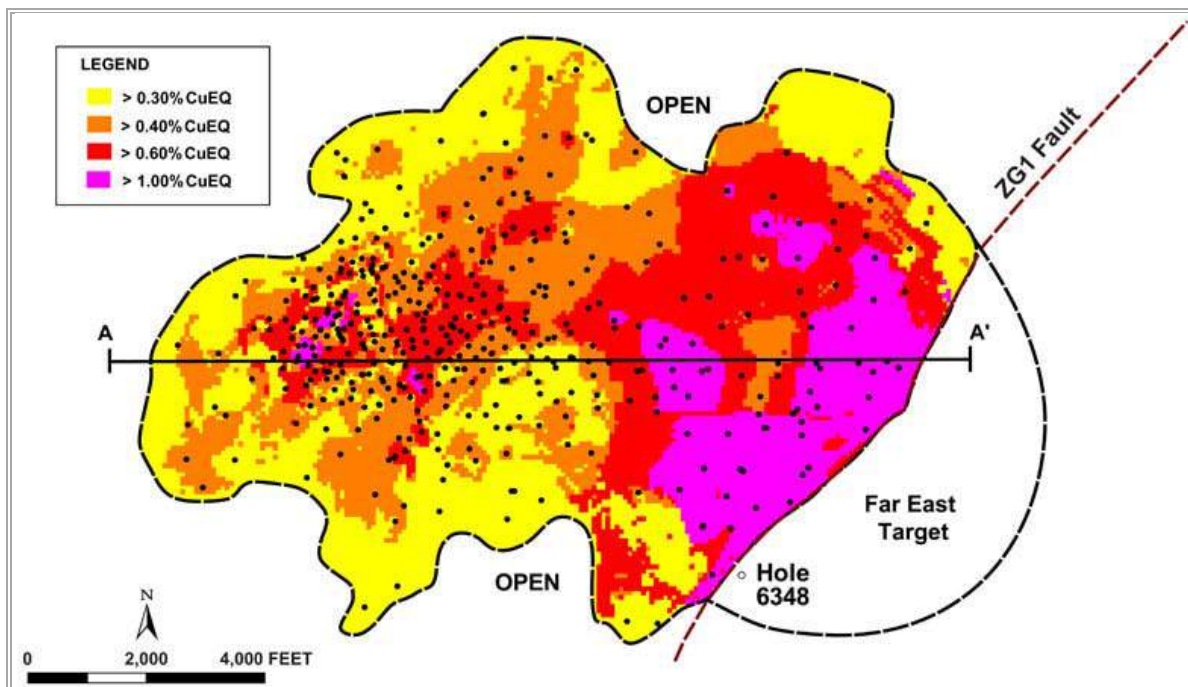 LEGEND
> 0.30%CuEQ
> 0.40%CuEQ
> 0.60%CuEQ
> 1.00%CuEQ
OPEN
ZG1 Fault
A
A'
Far East
Target
OPEN
Hole
6348
N
0 2,000 4,000 FEET